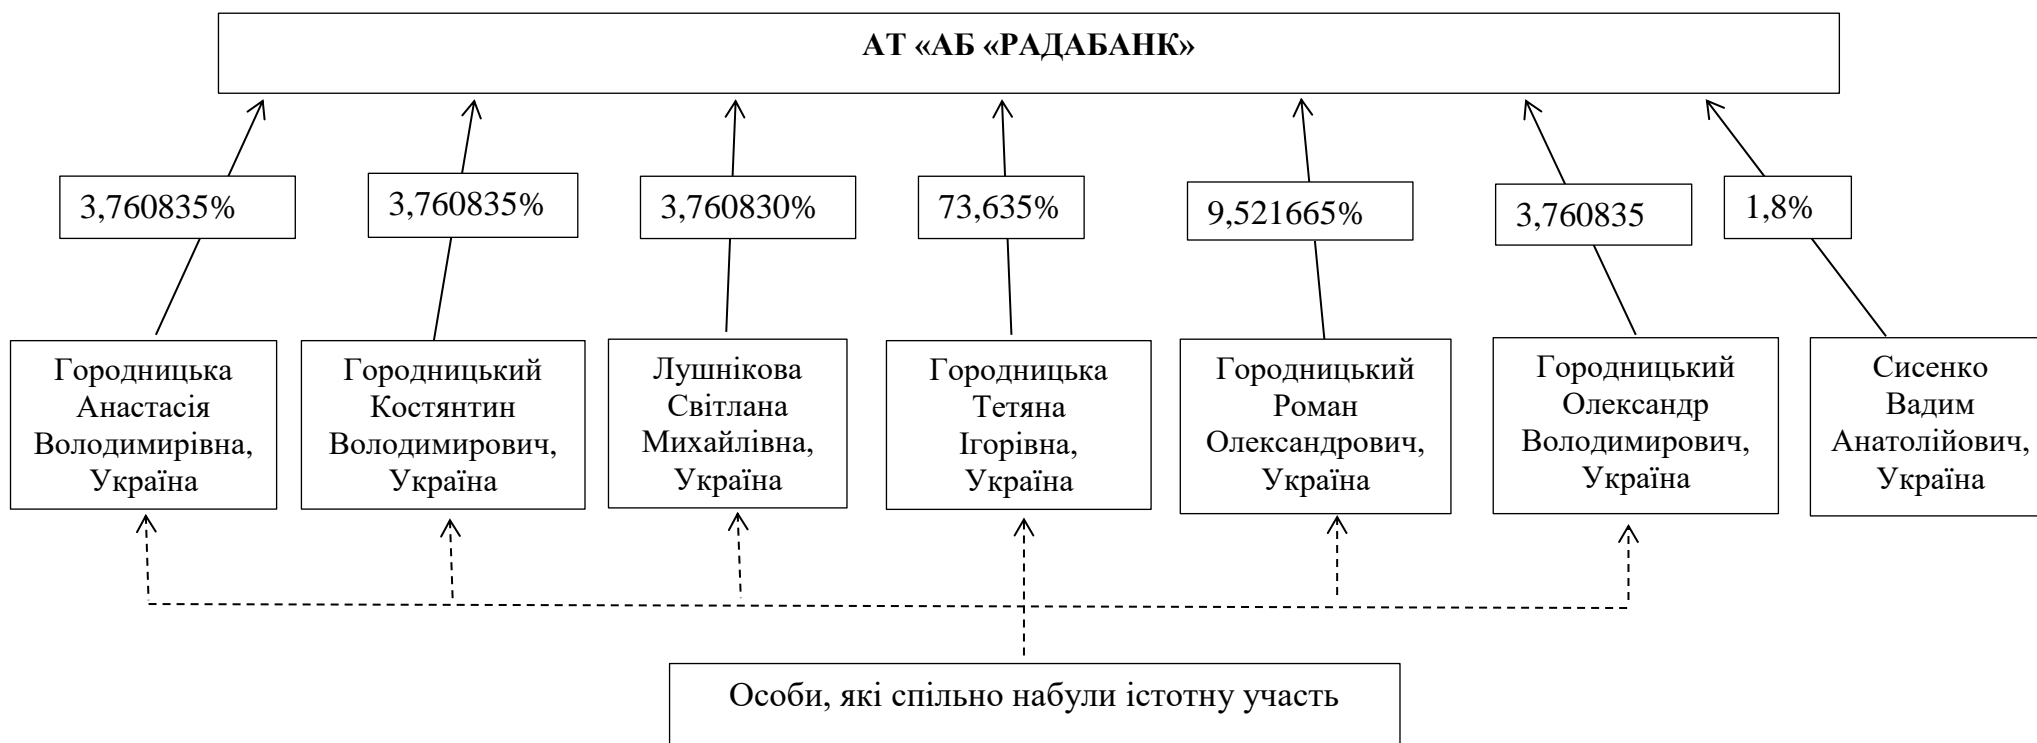 АТ «АБ «РАДАБАНК»
3,760835%
3,760835%
3,760830%
73,635%
9,521665%
3,760835
1,8%
Городницька
Анастасія
Володимирівна,
Україна
Городницький
Костянтин
Володимирович,
Україна
Лушнікова
Світлана
Михайлівна,
Україна
Городницька
Тетяна
Ігорівна,
Україна
Городницький
Роман
Олександрович,
Україна
Городницький
Олександр
Володимирович,
Україна
Сисенко
Вадим
Анатолійович,
Україна
Особи, які спільно набули істотну участь